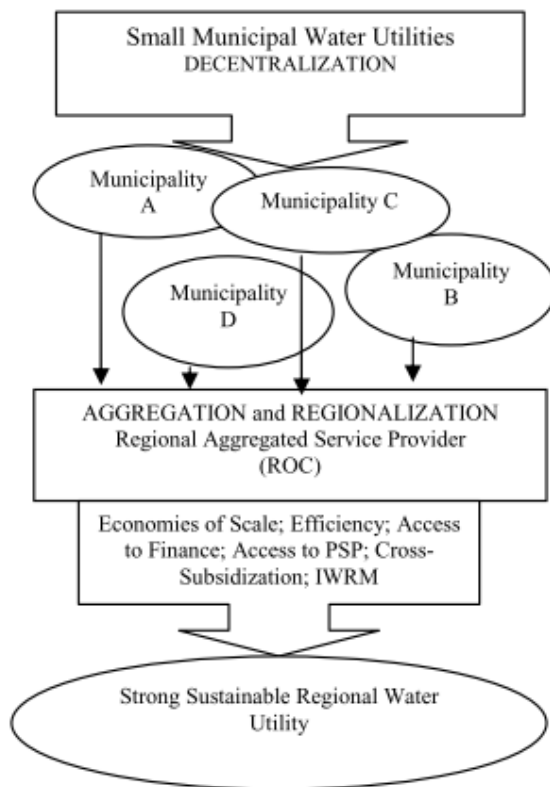 Small Municipal Water Utilities
DECENTRALIZATION
Municipality
A
Municipality C
Municipality
B
Municipality
D
AGGREGATION and REGIONALIZATION
Regional Aggregated Service Provider
(ROC)
Economies of Scale; Efficiency; Access
to Finance; Access to PSP; Cross-
Subsidization; IWRM
Strong Sustainable Regional Water
Utility